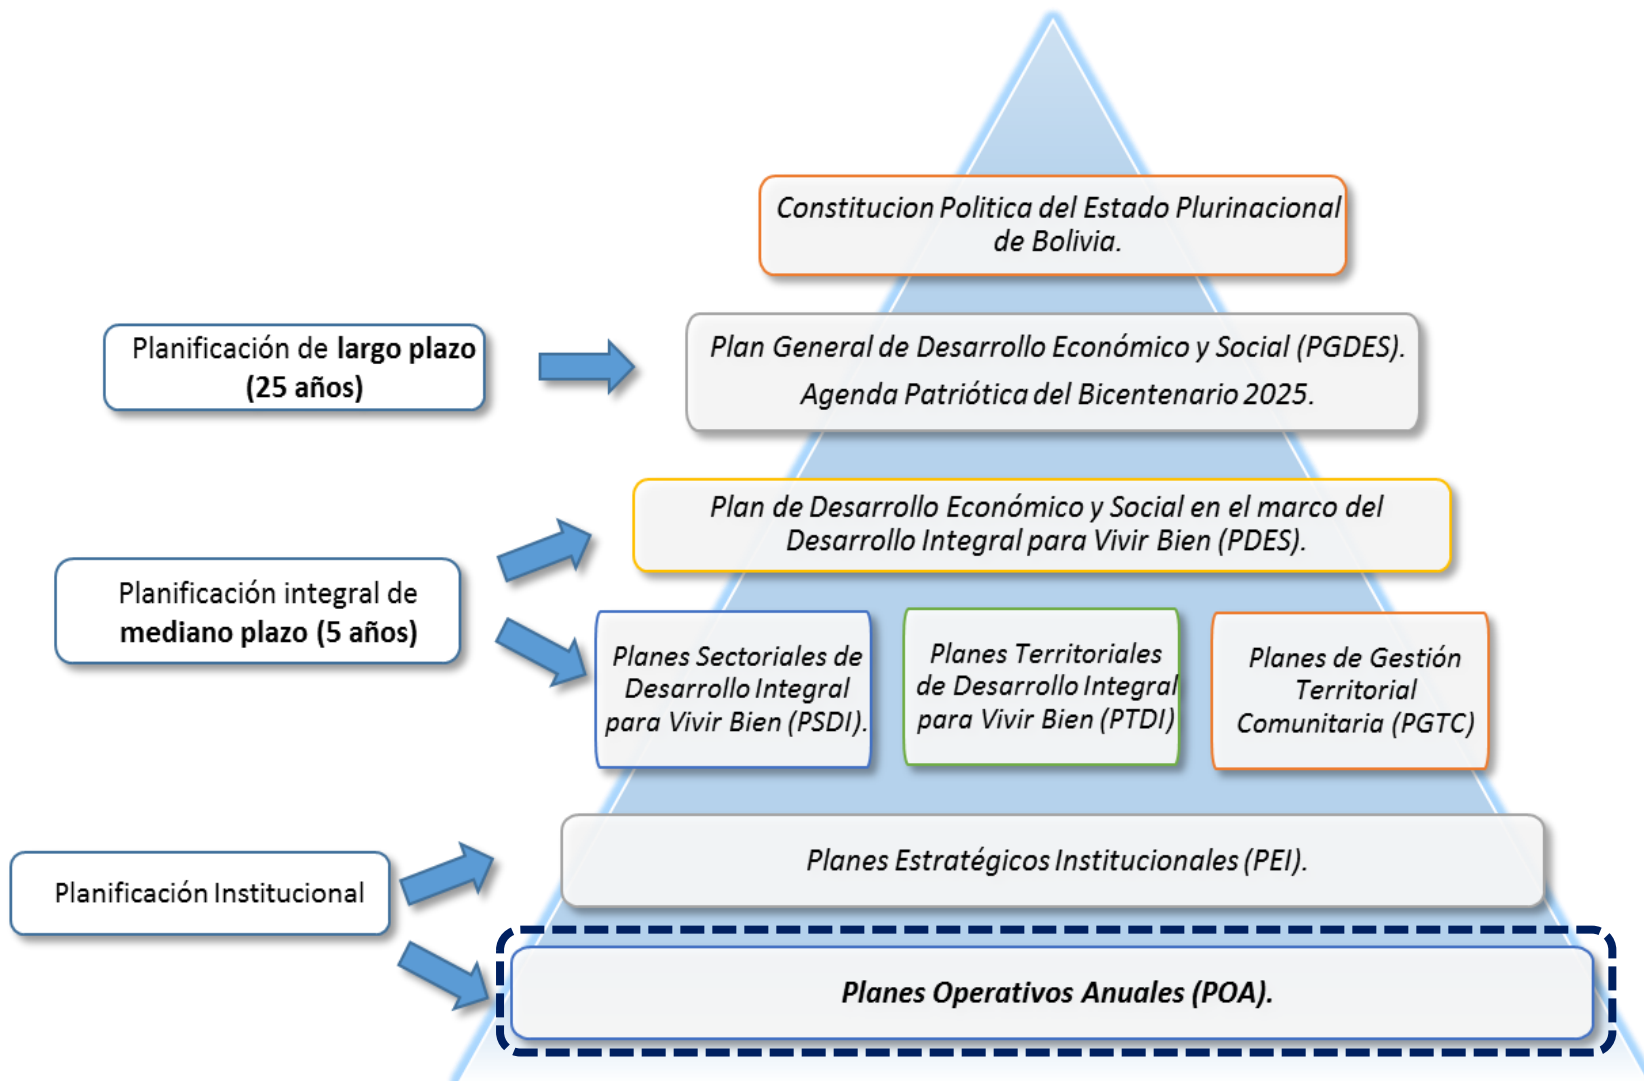 Constitucion Politica del Estado Plurinacional
de Bolivia.
Planificación de largo plazo
(25 años)
Plan General de Desarrollo Económico y Social (PGDES).
Agenda Patriótica del Bicentenario 2025.
Plan de Desarrollo Económico y Social en el marco del
Desarrollo Integral para Vivir Bien (PDES).
Planificación integral de
mediano plazo (5 años)
Planes Sectoriales de
Desarrollo Integral
para Vivir Bien (PSDI).
Planes Territoriales
de Desarrollo Integral
para Vivir Bien (PTDI)
Planes de Gestión
Territorial
Comunitaria (PGTC)
Planes Estratégicos Institucionales (PEI).
Planificación Institucional
Planes Operativos Anuales (POA).